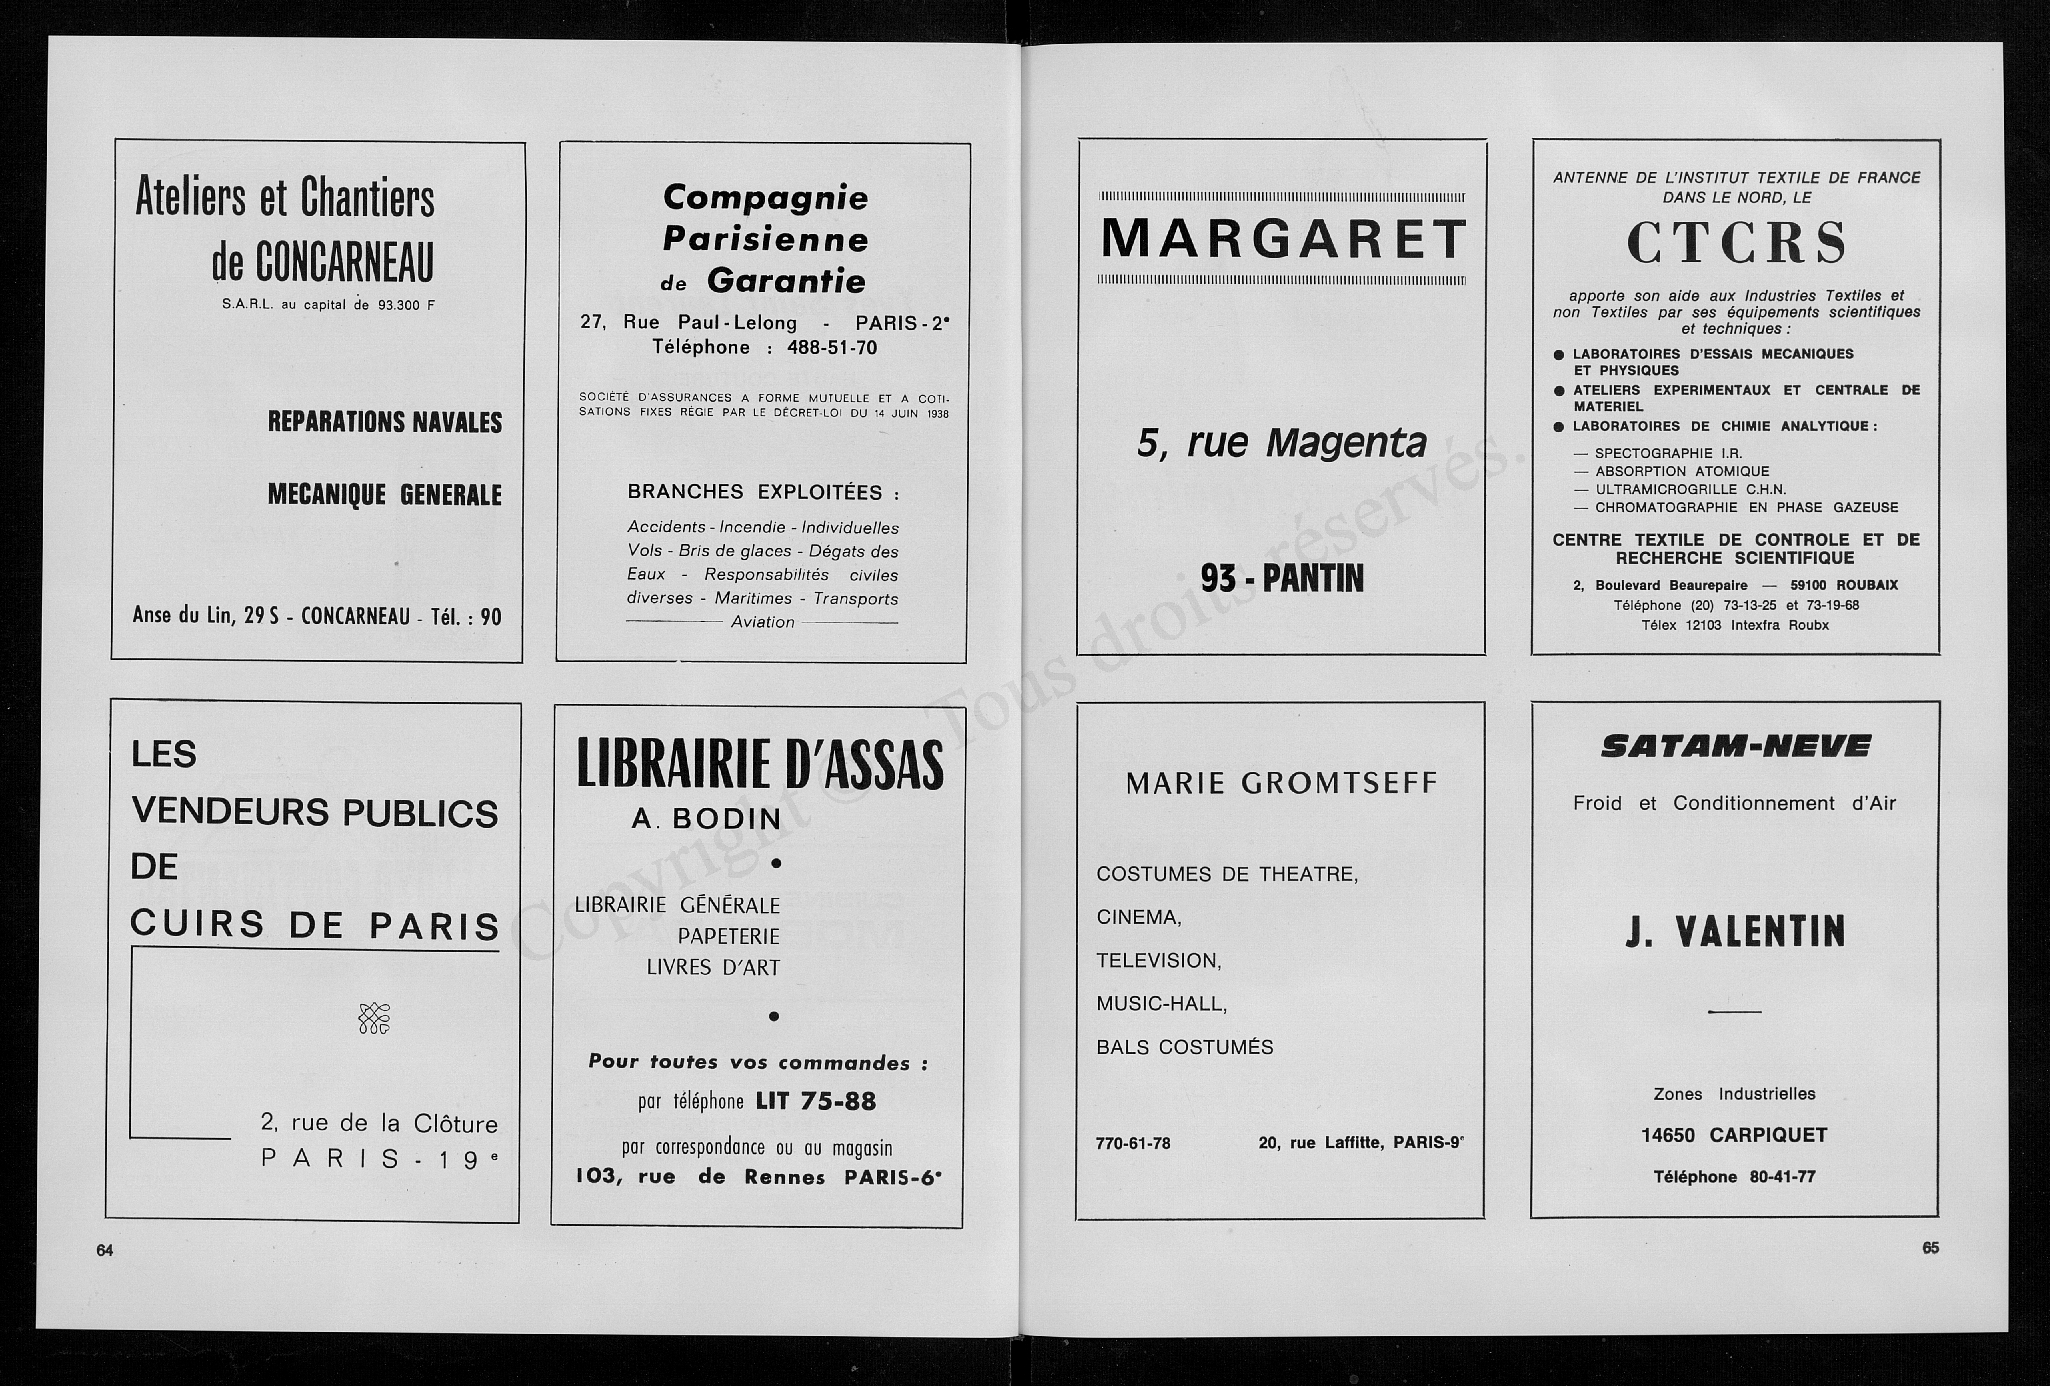 Ateliers et Chantiers
de CONCARNEAU
S.A.R.L. au capital de 93.300 F
REPARATIONS NAVALES
MECANIQUE GENERALE
Anse du Lin, 29 S - CONCARNEAU - Tél. : 90
Compagnie
Parisienne
de Garantie
27, Rue Paul-Lelong - PARIS-2e
Téléphone : 488-51-70
SOCIÉTÉ D'ASSURANCES A FORME MUTUELLE ET A COTI-
SATIONS FIXES RÉGIE PAR LE DÉCRET-LOI DU 14 JUIN 1938
BRANCHES EXPLOITÉES :
Accidents - Incendie - Individuelles
Vols - Bris de glaces - Dégats des
Eaux - Responsabilités civiles
diverses - Maritimes - Transports
Aviation
LES
VENDEURS PUBLICS
DE
CUIRS DE PARIS
2, rue de la Clôture
PARIS-19e
LIBRAIRIE D'ASSAS
A. BODIN
LIBRAIRIE GÉNÉRALE
PAPETERIE
LIVRES D'ART
Pour toutes vos commandes :
par téléphone LIT 75-88
par correspondance ou au magasin
103, rue de Rennes PARIS-6e
64
MARGARET
5, rue Magenta
93 - PANTIN
ANTENNE DE L'INSTITUT TEXTILE DE FRANCE
DANS LE NORD, LE
CTCRS
apporte son aide aux Industries Textiles et
non Textiles par ses équipements scientifiques
et techniques :
● LABORATOIRES D'ESSAIS MECANIQUES
ET PHYSIQUES
● ATELIERS EXPERIMENTAUX ET CENTRALE DE
MATERIEL
● LABORATOIRES DE CHIMIE ANALYTIQUE :
— SPECTOGRAPHIE I.R.
— ABSORPTION ATOMIQUE
— ULTRAMICROGRILLE C.H.N.
— CHROMATOGRAPHIE EN PHASE GAZEUSE
CENTRE TEXTILE DE CONTROLE ET DE
RECHERCHE SCIENTIFIQUE
2, Boulevard Beaurepaire — 59100 ROUBAIX
Téléphone (20) 73-13-25 et 73-19-68
Télex 12103 Intexfra Roubx
MARIE GROMTSEFF
COSTUMES DE THEATRE,
CINEMA,
TELEVISION,
MUSIC-HALL,
BALS COSTUMÉS
770-61-78 20, rue Laffitte, PARIS-9e
SATAM-NEVE
Froid et Conditionnement d'Air
J. VALENTIN
Zones Industrielles
14650 CARPIQUET
Téléphone 80-41-77
65
Copyright © Tous droits réservés.